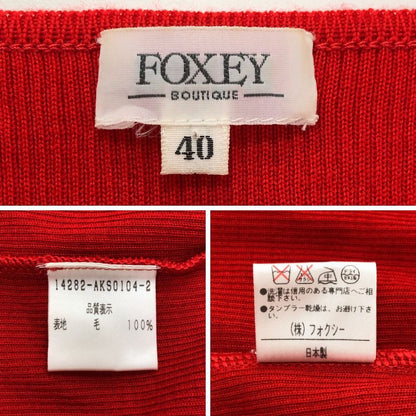 FOXEY
BOUTIQUE
40
14282-AKS0104-2
品質表示
表地 毛 100%
◎洗濯は信用のある専門店へご相談下さい。
◎タンブラー乾燥は、お避け下さい。
(株)フォクシー
日本製